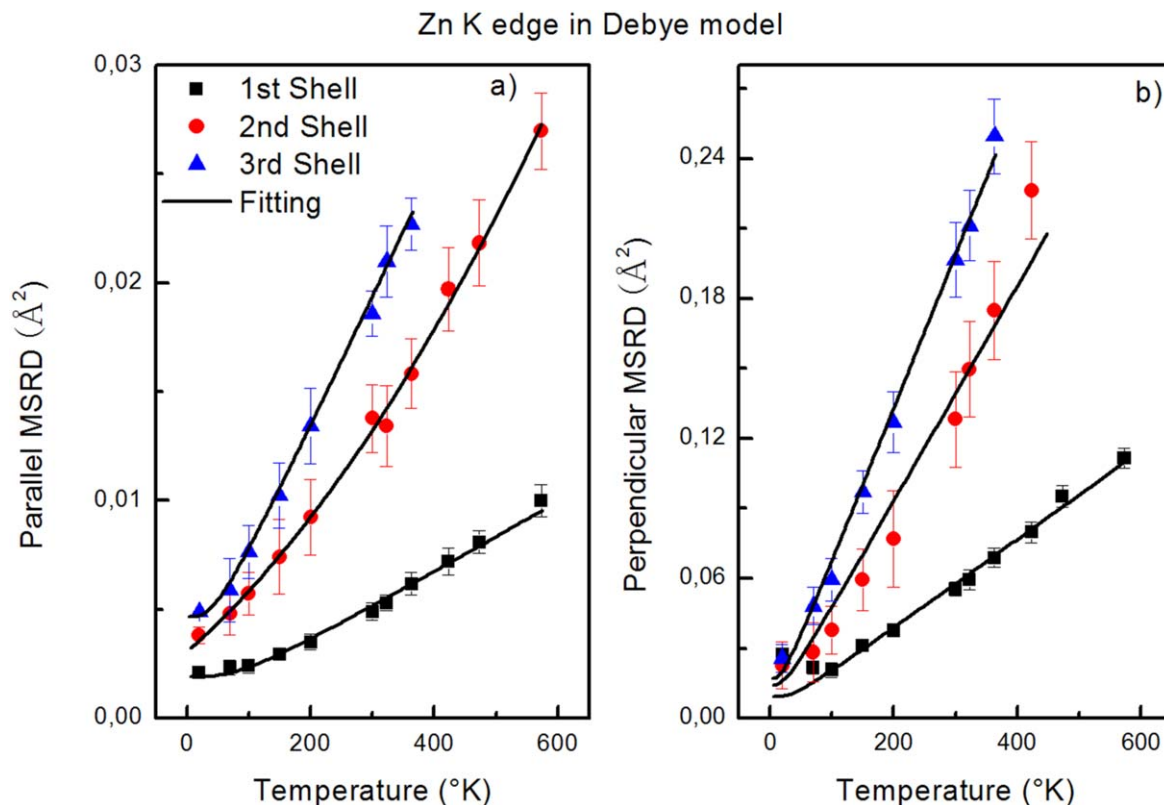 Zn K edge in Debye model
a)
1st Shell
2nd Shell
3rd Shell
Fitting
0,03
0,02
0,01
0,00
Parallel MSRD (Å²)
0 200 400 600
Temperature (°K)
b)
0,24
0,18
0,12
0,06
0,00
Perpendicular MSRD (Å²)
0 200 400 600
Temperature (°K)